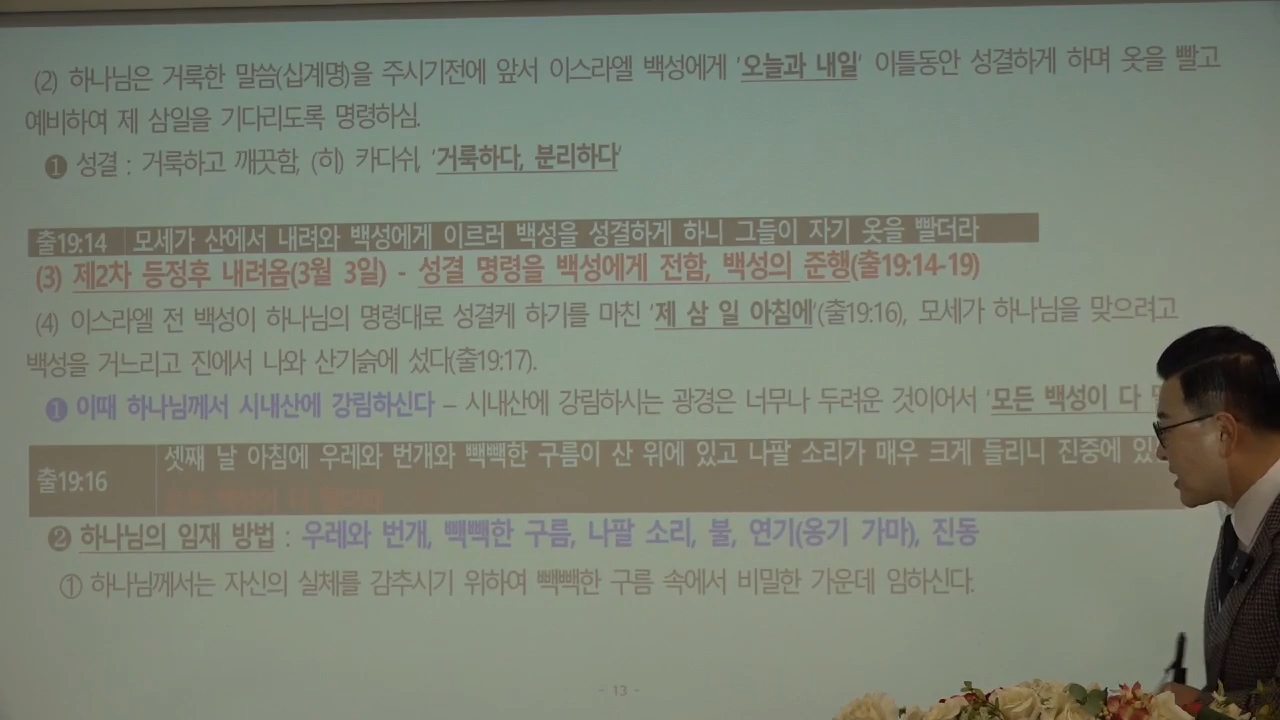 (2) 하나님은 거룩한 말씀(십계명)을 주시기전에 앞서 이스라엘 백성에게 '오늘과 내일' 이틀동안 성결하게 하며 옷을 빨고
예비하여 제 삼일을 기다리도록 명령하심.
❶ 성결 : 거룩하고 깨끗함, (히) 카다쉬, '거룩하다, 분리하다'
출19:14 모세가 산에서 내려와 백성에게 이르러 백성을 성결하게 하니 그들이 자기 옷을 빨더라
(3) 제2차 등정후 내려옴(3월 3일) - 성결 명령을 백성에게 전함, 백성의 준행(출19:14-19)
(4) 이스라엘 전 백성이 하나님의 명령대로 성결케 하기를 마친 '제 삼 일 아침에'(출19:16), 모세가 하나님을 맞으려고
백성을 거느리고 진에서 나와 산기슭에 섰다(출19:17).
❶ 이때 하나님께서 시내산에 강림하신다 – 시내산에 강림하시는 광경은 너무나 두려운 것이어서 '모든 백성이 다
출19:16 셋째 날 아침에 우레와 번개와 빽빽한 구름이 산 위에 있고 나팔 소리가 매우 크게 들리니 진중에 있
모든 백성이 다 떨더라
❷ 하나님의 임재 방법 : 우레와 번개, 빽빽한 구름, 나팔 소리, 불, 연기(옹기 가마), 진동
① 하나님께서는 자신의 실체를 감추시기 위하여 빽빽한 구름 속에서 비밀한 가운데 임하신다.
- 13 -